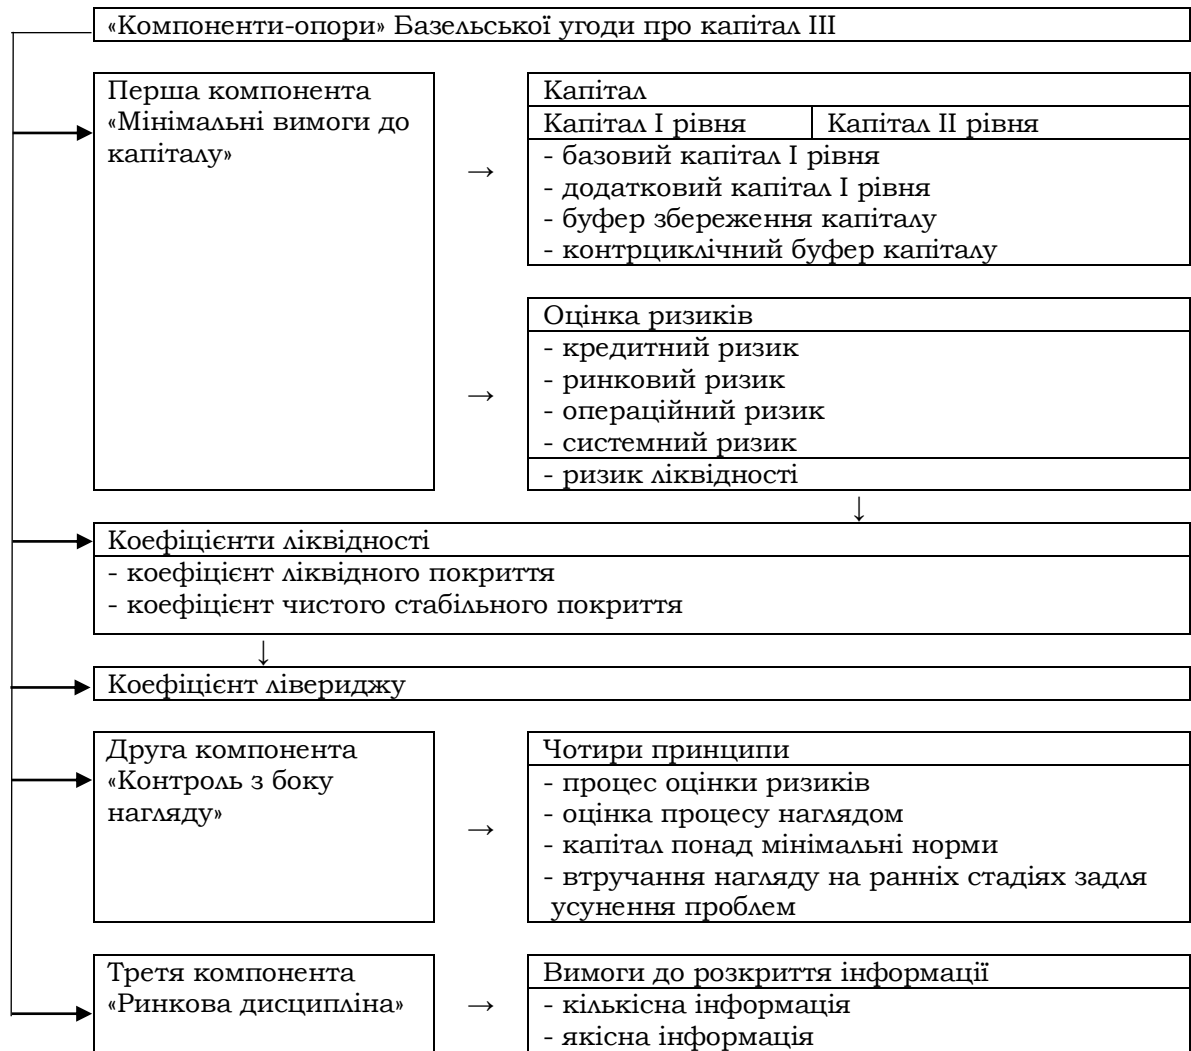 «Компоненти-опори» Базельської угоди про капітал III
Перша компонента
«Мінімальні вимоги до
капіталу»
→
Капітал
Капітал I рівня
Капітал II рівня
- базовий капітал I рівня
- додатковий капітал I рівня
- буфер збереження капіталу
- контрциклічний буфер капіталу
→
Оцінка ризиків
- кредитний ризик
- ринковий ризик
- операційний ризик
- системний ризик
- ризик ліквідності
↓
Коефіцієнти ліквідності
- коефіцієнт ліквідного покриття
- коефіцієнт чистого стабільного покриття
↓
Коефіцієнт лівериджу
Друга компонента
«Контроль з боку
нагляду»
→
Чотири принципи
- процес оцінки ризиків
- оцінка процесу наглядом
- капітал понад мінімальні норми
- втручання нагляду на ранніх стадіях задля
усунення проблем
Третя компонента
«Ринкова дисципліна»
→
Вимоги до розкриття інформації
- кількісна інформація
- якісна інформація